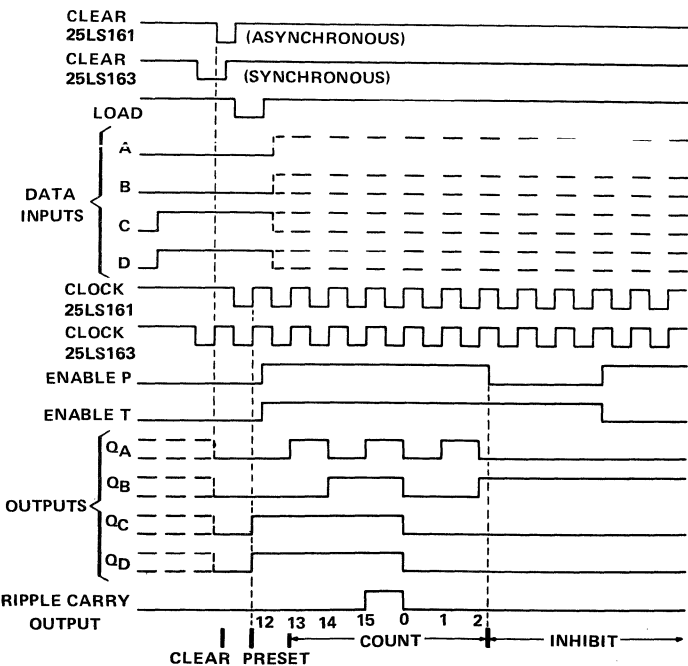 CLEAR
25LS161
(ASYNCHRONOUS)
CLEAR
25LS163
(SYNCHRONOUS)
LOAD
DATA
INPUTS
A
B
C
D
CLOCK
25LS161
CLOCK
25LS163
ENABLE P
ENABLE T
OUTPUTS
QA
QB
QC
QD
RIPPLE CARRY
OUTPUT
12 13 14 15 0 1 2
COUNT
INHIBIT
CLEAR PRESET